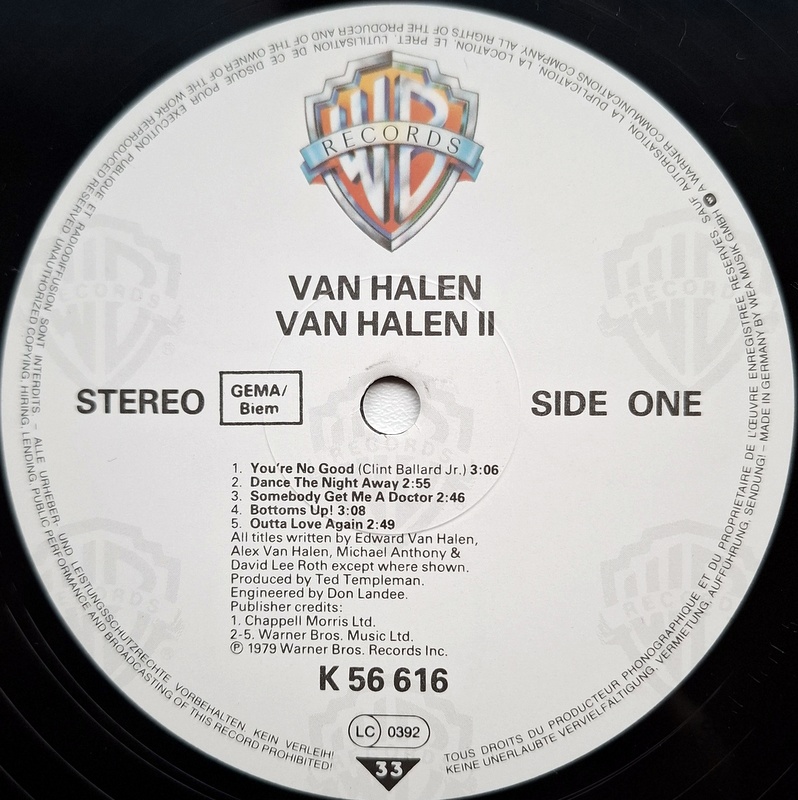 WB
RECORDS
VAN HALEN
VAN HALEN II
STEREO
GEMA/
Biem
SIDE ONE
1. You're No Good (Clint Ballard Jr.) 3:06
2. Dance The Night Away 2:55
3. Somebody Get Me A Doctor 2:46
4. Bottoms Up! 3:08
5. Outta Love Again 2:49
All titles written by Edward Van Halen,
Alex Van Halen, Michael Anthony &
David Lee Roth except where shown.
Produced by Ted Templeman.
Engineered by Don Landee.
Publisher credits:
1. Chappell Morris Ltd.
2-5. Warner Bros. Music Ltd.
℗ 1979 Warner Bros. Records Inc.
K 56 616
LC 0392
33
TOUS DROITS DU PRODUCTEUR PHONOGRAPHIQUE ET DU PROPRIETAIRE DE L'ŒUVRE ENREGISTREE RESERVES. SAUF AUTORISATION, LA DUPLICATION, LA LOCATION, LE PRET, L'UTILISATION DE CE DISQUE POUR EXECUTION PUBLIQUE ET RADIODIFFUSION SONT INTERDITS. – ALLE URHEBER- UND LEISTUNGSSCHUTZRECHTE VORBEHALTEN. KEIN VERLEIH!
KEINE UNERLAUBTE VERVIELFÄLTIGUNG, VERMIETUNG, AUFFÜHRUNG, SENDUNG! – MADE IN GERMANY BY WEA MUSIK GMBH A WARNER COMMUNICATIONS COMPANY ALL RIGHTS OF THE PRODUCER AND OF THE OWNER OF THE WORK REPRODUCED RESERVED UNAUTHORIZED COPYING, HIRING, LENDING, PUBLIC PERFORMANCE AND BROADCASTING OF THIS RECORD PROHIBITED!